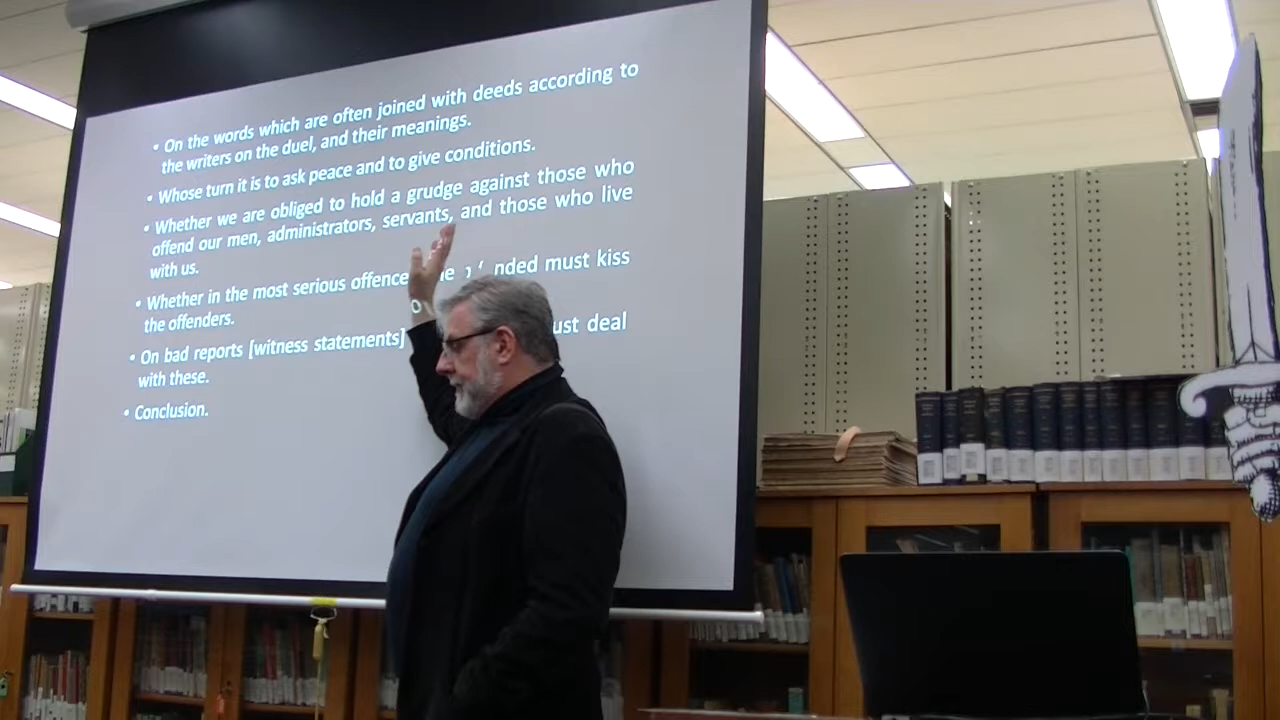 • On the words which are often joined with deeds according to
the writers on the duel, and their meanings.
• Whose turn it is to ask peace and to give conditions.
• Whether we are obliged to hold a grudge against those who
offend our men, administrators, servants, and those who live
with us.
• Whether in the most serious offence nded must kiss
the offenders.
• On bad reports [witness statements] ust deal
with these.
• Conclusion.